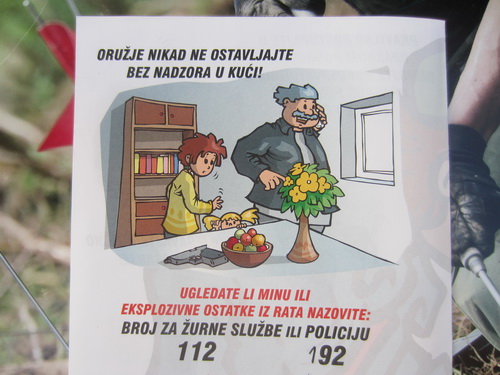 ORUŽJE NIKAD NE OSTAVLJAJTE
BEZ NADZORA U KUĆI!
UGLEDATE LI MINU ILI
EKSPLOZIVNE OSTATKE IZ RATA NAZOVITE:
BROJ ZA ŽURNE SLUŽBE ILI POLICIJU
112 192